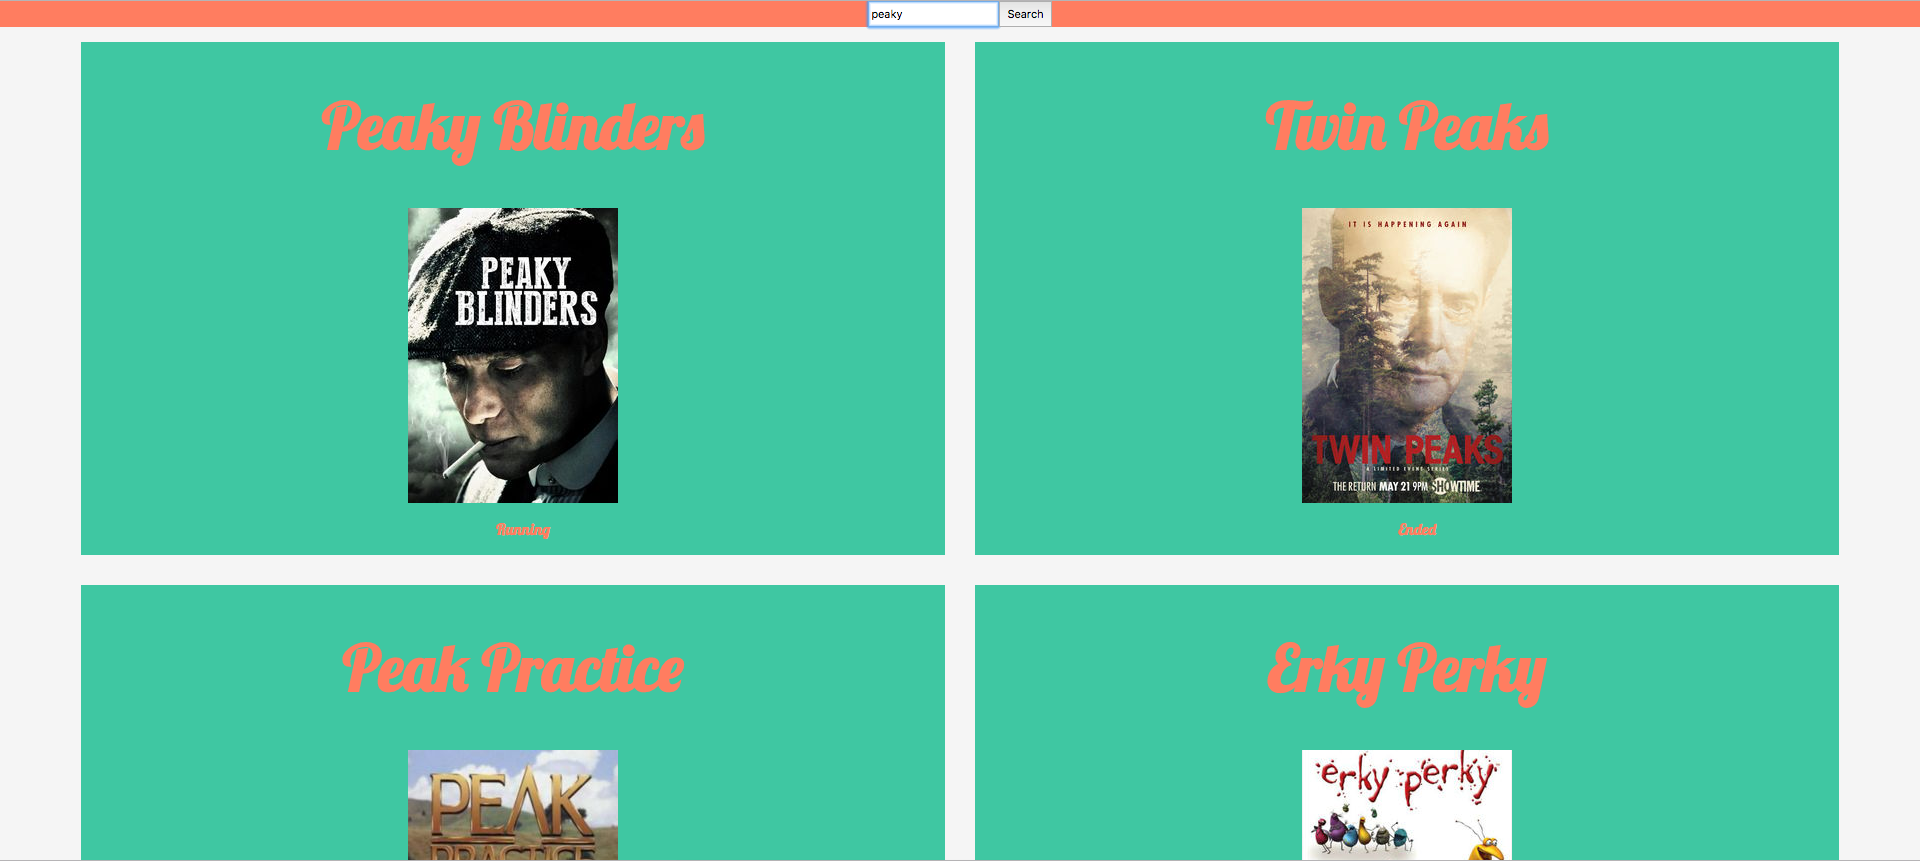 peaky Search
Peaky Blinders
Twin Peaks
PEAKY
BLINDERS
IT IS HAPPENING AGAIN
TWIN PEAKS
A LIMITED EVENT SERIES
THE RETURN MAY 21 9PM SHOWTIME
Running
Ended
Peak Practice
Erky Perky
PEAK
PRACTICE
erky perky